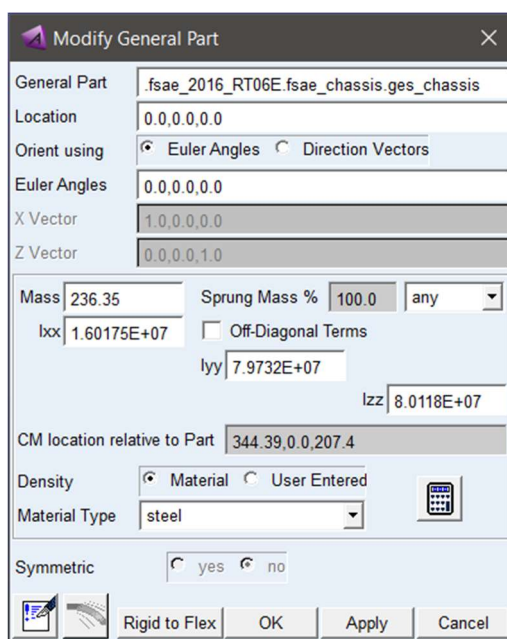 Modify General Part
General Part .fsae_2016_RT06E.fsae_chassis.ges_chassis
Location 0.0,0.0,0.0
Orient using Euler Angles Direction Vectors
Euler Angles 0.0,0.0,0.0
X Vector 1.0,0.0,0.0
Z Vector 0.0,0.0,1.0
Mass 236.35 Sprung Mass % 100.0 any
Ixx 1.60175E+07 Off-Diagonal Terms
Iyy 7.9732E+07
Izz 8.0118E+07
CM location relative to Part 344.39,0.0,207.4
Density Material User Entered
Material Type steel
Symmetric yes no
Rigid to Flex OK Apply Cancel